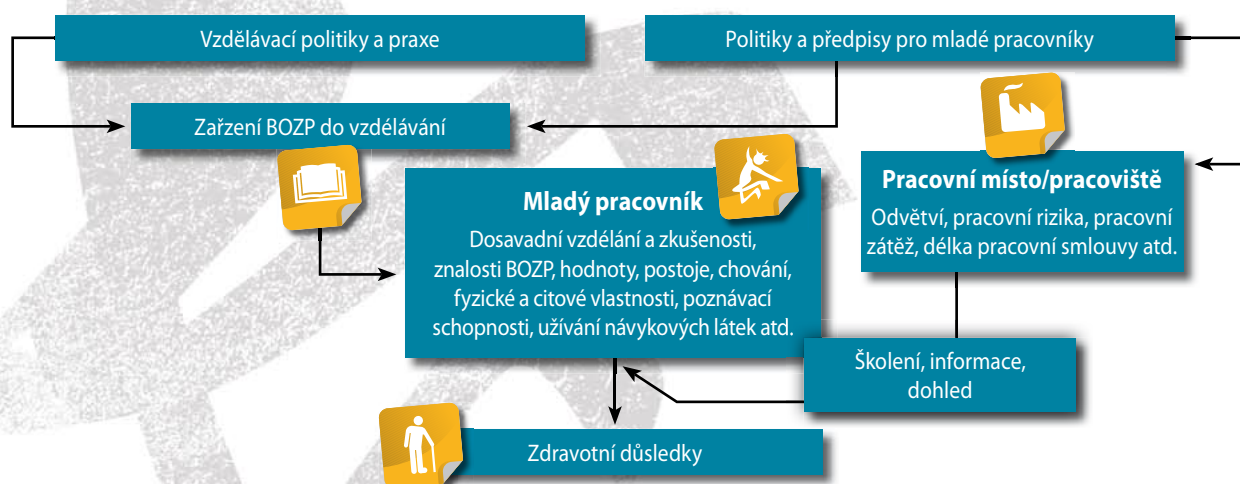 Vzdělávací politiky a praxe
Politiky a předpisy pro mladé pracovníky
Zařzení BOZP do vzdělávání
Mladý pracovník
Dosavadní vzdělání a zkušenosti,
znalosti BOZP, hodnoty, postoje, chování,
fyzické a citové vlastnosti, poznávací
schopnosti, užívání návykových látek atd.
Pracovní místo/pracoviště
Odvětví, pracovní rizika, pracovní
zátěž, délka pracovní smlouvy atd.
Školení, informace,
dohled
Zdravotní důsledky